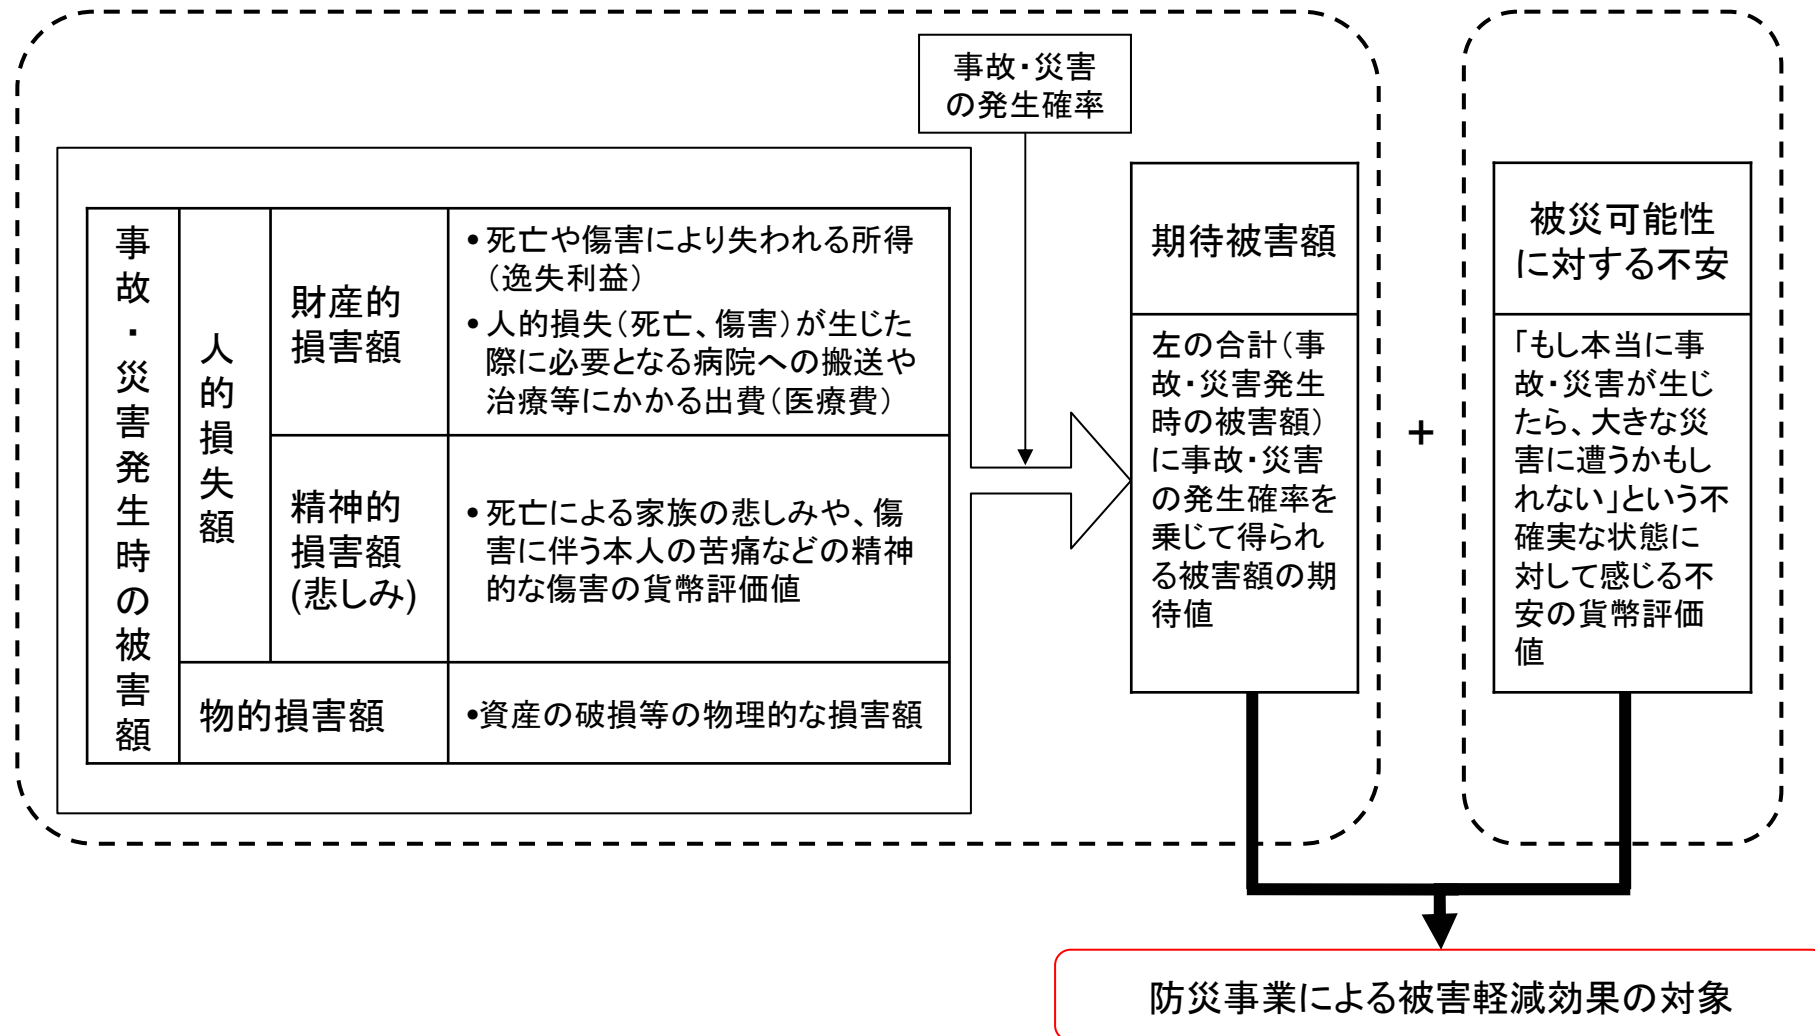 事故・災害
の発生確率
事故・災害発生時の被害額
人的損失額
財産的
損害額
•死亡や傷害により失われる所得
(逸失利益)
•人的損失(死亡、傷害)が生じた
際に必要となる病院への搬送や
治療等にかかる出費(医療費)
精神的
損害額
(悲しみ)
•死亡による家族の悲しみや、傷
害に伴う本人の苦痛などの精神
的な傷害の貨幣評価値
物的損害額
•資産の破損等の物理的な損害額
期待被害額
左の合計(事
故・災害発生
時の被害額)
に事故・災害
の発生確率を
乗じて得られ
る被害額の期
待値
+
被災可能性
に対する不安
「もし本当に事
故・災害が生じ
たら、大きな災
害に遭うかもし
れない」という不
確実な状態に
対して感じる不
安の貨幣評価
値
防災事業による被害軽減効果の対象